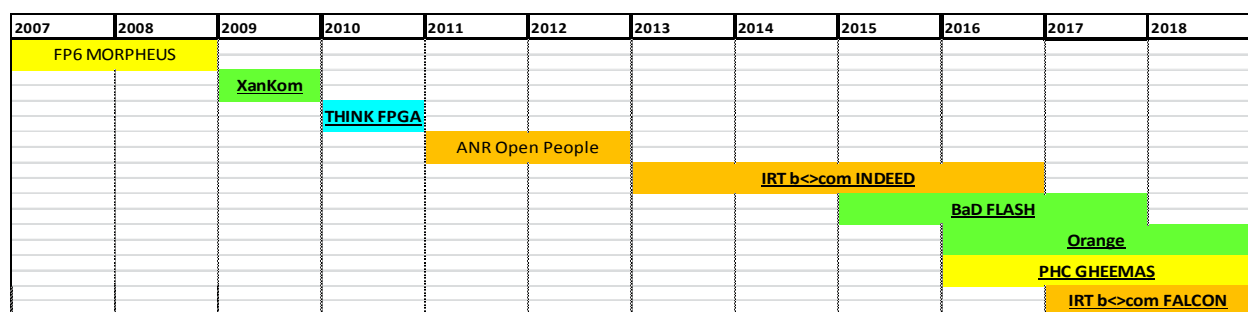 2007 2008 2009 2010 2011 2012 2013 2014 2015 2016 2017 2018
FP6 MORPHEUS
XanKom
THINK FPGA
ANR Open People
IRT b<>com INDEED
BaD FLASH
Orange
PHC GHEEMAS
IRT b<>com FALCON